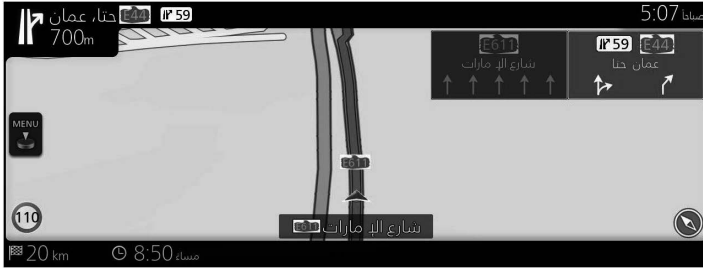 حتا، عمان E44 59
700m
5:07 صباحا
E611
شارع الإ مارات
59 E44
عمان حتا
MENU
E611
110
شارع الإ مارات E611
20 km
8:50 مساءً